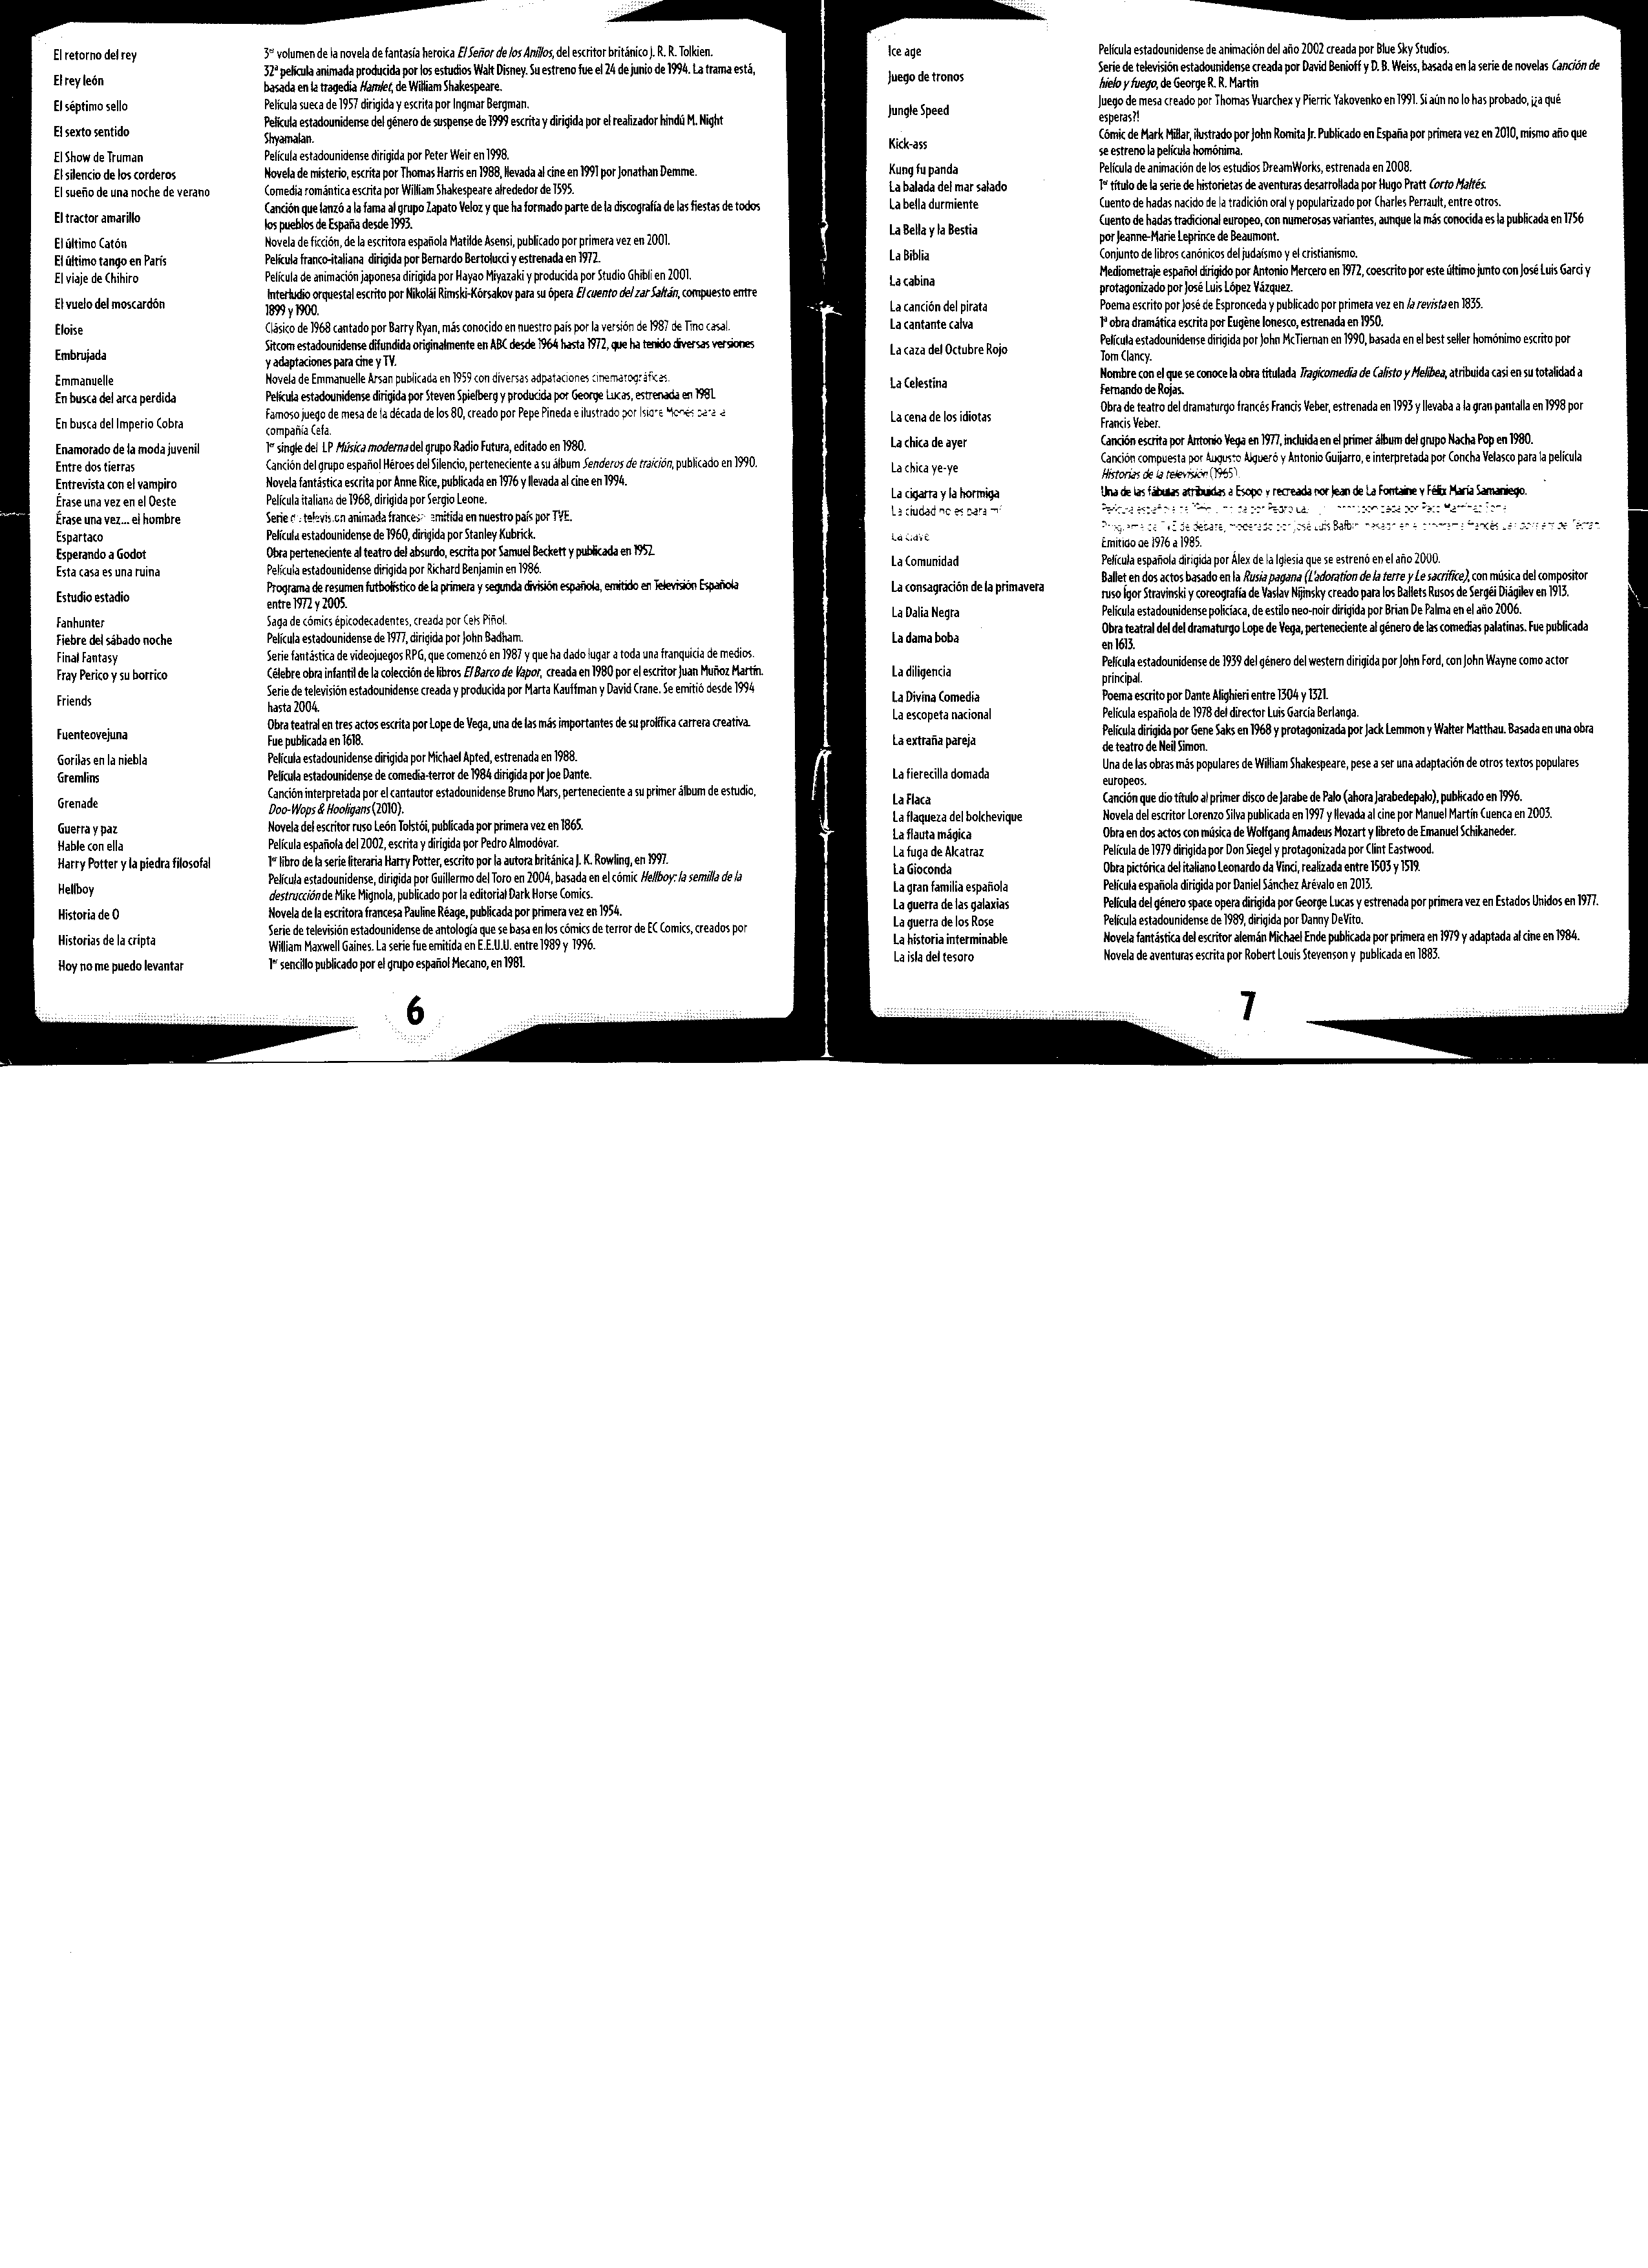 El retorno del rey 3er volumen de la novela de fantasía heroica El Señor de los Anillos, del escritor británico J. R. R. Tolkien.
El rey león 32ª película animada producida por los estudios Walt Disney. Su estreno fue el 24 de junio de 1994. La trama está,
basada en la tragedia Hamlet, de William Shakespeare.
El séptimo sello Película sueca de 1957 dirigida y escrita por Ingmar Bergman.
El sexto sentido Película estadounidense del género de suspense de 1999 escrita y dirigida por el realizador hindú M. Night
Shyamalan.
El Show de Truman Película estadounidense dirigida por Peter Weir en 1998.
El silencio de los corderos Novela de misterio, escrita por Thomas Harris en 1988, llevada al cine en 1991 por Jonathan Demme.
El sueño de una noche de verano Comedia romántica escrita por William Shakespeare alrededor de 1595.
El tractor amarillo Canción que lanzó a la fama al grupo Zapato Veloz y que ha formado parte de la discografía de las fiestas de todos
los pueblos de España desde 1993.
El último Catón Novela de ficción, de la escritora española Matilde Asensi, publicado por primera vez en 2001.
El último tango en París Película franco-italiana dirigida por Bernardo Bertolucci y estrenada en 1972.
El viaje de Chihiro Película de animación japonesa dirigida por Hayao Miyazaki y producida por Studio Ghibli en 2001.
El vuelo del moscardón Interludio orquestal escrito por Nikolái Rimski-Kórsakov para su ópera El cuento del zar Saltán, compuesto entre
1899 y 1900.
Eloise Clásico de 1968 cantado por Barry Ryan, más conocido en nuestro país por la versión de 1987 de Tino casal.
Embrujada Sitcom estadounidense difundida originalmente en ABC desde 1964 hasta 1972, que ha tenido diversas versiones
y adaptaciones para cine y TV.
Emmanuelle Novela de Emmanuelle Arsan publicada en 1959 con diversas adpataciones cinematográficas.
En busca del arca perdida Película estadounidense dirigida por Steven Spielberg y producida por George Lucas, estrenada en 1981.
En busca del Imperio Cobra Famoso juego de mesa de la década de los 80, creado por Pepe Pineda e ilustrado por Isidre Monés para la
compañía Cefa.
Enamorado de la moda juvenil 1er single del LP Música moderna del grupo Radio Futura, editado en 1980.
Entre dos tierras Canción del grupo español Héroes del Silencio, perteneciente a su álbum Senderos de traición, publicado en 1990.
Entrevista con el vampiro Novela fantástica escrita por Anne Rice, publicada en 1976 y llevada al cine en 1994.
Érase una vez en el Oeste Película italiana de 1968, dirigida por Sergio Leone.
Érase una vez... el hombre Serie de televisión animada francesa emitida en nuestro país por TVE.
Espartaco Película estadounidense de 1960, dirigida por Stanley Kubrick.
Esperando a Godot Obra perteneciente al teatro del absurdo, escrita por Samuel Beckett y publicada en 1952.
Esta casa es una ruina Película estadounidense dirigida por Richard Benjamin en 1986.
Estudio estadio Programa de resumen futbolístico de la primera y segunda división española, emitido en Televisión Española
entre 1972 y 2005.
Fanhunter Saga de cómics épicodecadentes, creada por Cels Piñol.
Fiebre del sábado noche Película estadounidense de 1977, dirigida por John Badham.
Final Fantasy Serie fantástica de videojuegos RPG, que comenzó en 1987 y que ha dado lugar a toda una franquicia de medios.
Fray Perico y su borrico Célebre obra infantil de la colección de libros El Barco de Vapor, creada en 1980 por el escritor Juan Muñoz Martín.
Friends Serie de televisión estadounidense creada y producida por Marta Kauffman y David Crane. Se emitió desde 1994
hasta 2004.
Fuenteovejuna Obra teatral en tres actos escrita por Lope de Vega, una de las más importantes de su prolífica carrera creativa.
Fue publicada en 1618.
Gorilas en la niebla Película estadounidense dirigida por Michael Apted, estrenada en 1988.
Gremlins Película estadounidense de comedia-terror de 1984 dirigida por Joe Dante.
Grenade Canción interpretada por el cantautor estadounidense Bruno Mars, perteneciente a su primer álbum de estudio,
Doo-Wops & Hooligans (2010).
Guerra y paz Novela del escritor ruso León Tolstói, publicada por primera vez en 1865.
Hable con ella Película española del 2002, escrita y dirigida por Pedro Almodóvar.
Harry Potter y la piedra filosofal 1er libro de la serie literaria Harry Potter, escrito por la autora británica J. K. Rowling, en 1997.
Hellboy Película estadounidense, dirigida por Guillermo del Toro en 2004, basada en el cómic Hellboy: la semilla de la
destrucción de Mike Mignola, publicado por la editorial Dark Horse Comics.
Historia de O Novela de la escritora francesa Pauline Réage, publicada por primera vez en 1954.
Historias de la cripta Serie de televisión estadounidense de antología que se basa en los cómics de terror de EC Comics, creados por
William Maxwell Gaines. La serie fue emitida en E.E.U.U. entre 1989 y 1996.
Hoy no me puedo levantar 1er sencillo publicado por el grupo español Mecano, en 1981.
6
Ice age Película estadounidense de animación del año 2002 creada por Blue Sky Studios.
Juego de tronos Serie de televisión estadounidense creada por David Benioff y D. B. Weiss, basada en la serie de novelas Canción de
hielo y fuego, de George R. R. Martin
Jungle Speed Juego de mesa creado por Thomas Vuarchex y Pierric Yakovenko en 1991. Si aún no lo has probado, ¡¿a qué
esperas?!
Kick-ass Cómic de Mark Millar, ilustrado por John Romita Jr. Publicado en España por primera vez en 2010, mismo año que
se estreno la película homónima.
Kung fu panda Película de animación de los estudios DreamWorks, estrenada en 2008.
La balada del mar salado 1er título de la serie de historietas de aventuras desarrollada por Hugo Pratt Corto Maltés.
La bella durmiente Cuento de hadas nacido de la tradición oral y popularizado por Charles Perrault, entre otros.
La Bella y la Bestia Cuento de hadas tradicional europeo, con numerosas variantes, aunque la más conocida es la publicada en 1756
por Jeanne-Marie Leprince de Beaumont.
La Biblia Conjunto de libros canónicos del judaísmo y el cristianismo.
La cabina Mediometraje español dirigido por Antonio Mercero en 1972, coescrito por este último junto con José Luis Garci y
protagonizado por José Luis López Vázquez.
La canción del pirata Poema escrito por José de Espronceda y publicado por primera vez en la revista en 1835.
La cantante calva 1ª obra dramática escrita por Eugène Ionesco, estrenada en 1950.
La caza del Octubre Rojo Película estadounidense dirigida por John McTiernan en 1990, basada en el best seller homónimo escrito por
Tom Clancy.
La Celestina Nombre con el que se conoce la obra titulada Tragicomedia de Calisto y Melibea, atribuida casi en su totalidad a
Fernando de Rojas.
La cena de los idiotas Obra de teatro del dramaturgo francés Francis Veber, estrenada en 1993 y llevaba a la gran pantalla en 1998 por
Francis Veber.
La chica de ayer Canción escrita por Antonio Vega en 1977, incluida en el primer álbum del grupo Nacha Pop en 1980.
La chica ye-ye Canción compuesta por Augusto Algueró y Antonio Guijarro, e interpretada por Concha Velasco para la película
Historias de la televisión (1965).
La cigarra y la hormiga Una de las fábulas atribuidas a Esopo y recreada por Jean de La Fontaine y Félix María Samaniego.
La ciudad no es para mí Película española de por Pedro por Paco Martínez Soria.
La clave Programa de TVE de debate, moderado por José Luis Balbín
Emitido de 1976 a 1985.
La Comunidad Película española dirigida por Álex de la Iglesia que se estrenó en el año 2000.
La consagración de la primavera Ballet en dos actos basado en la Rusia pagana (L'adoration de la terre y Le sacrifice), con música del compositor
ruso Ígor Stravinski y coreografía de Vaslav Nijinsky creado para los Ballets Rusos de Sergéi Diágilev en 1913.
La Dalia Negra Película estadounidense policíaca, de estilo neo-noir dirigida por Brian De Palma en el año 2006.
La dama boba Obra teatral del del dramaturgo Lope de Vega, perteneciente al género de las comedias palatinas. Fue publicada
en 1613.
La diligencia Película estadounidense de 1939 del género del western dirigida por John Ford, con John Wayne como actor
principal.
La Divina Comedia Poema escrito por Dante Alighieri entre 1304 y 1321.
La escopeta nacional Película española de 1978 del director Luis García Berlanga.
La extraña pareja Película dirigida por Gene Saks en 1968 y protagonizada por Jack Lemmon y Walter Matthau. Basada en una obra
de teatro de Neil Simon.
La fierecilla domada Una de las obras más populares de William Shakespeare, pese a ser una adaptación de otros textos populares
europeos.
La Flaca Canción que dio título al primer disco de Jarabe de Palo (ahora Jarabedepalo), publicado en 1996.
La flaqueza del bolchevique Novela del escritor Lorenzo Silva publicada en 1997 y llevada al cine por Manuel Martín Cuenca en 2003.
La flauta mágica Obra en dos actos con música de Wolfgang Amadeus Mozart y libreto de Emanuel Schikaneder.
La fuga de Alcatraz Película de 1979 dirigida por Don Siegel y protagonizada por Clint Eastwood.
La Gioconda Obra pictórica del italiano Leonardo da Vinci, realizada entre 1503 y 1519.
La gran familia española Película española dirigida por Daniel Sánchez Arévalo en 2013.
La guerra de las galaxias Película del género space opera dirigida por George Lucas y estrenada por primera vez en Estados Unidos en 1977.
La guerra de los Rose Película estadounidense de 1989, dirigida por Danny DeVito.
La historia interminable Novela fantástica del escritor alemán Michael Ende publicada por primera en 1979 y adaptada al cine en 1984.
La isla del tesoro Novela de aventuras escrita por Robert Louis Stevenson y publicada en 1883.
7